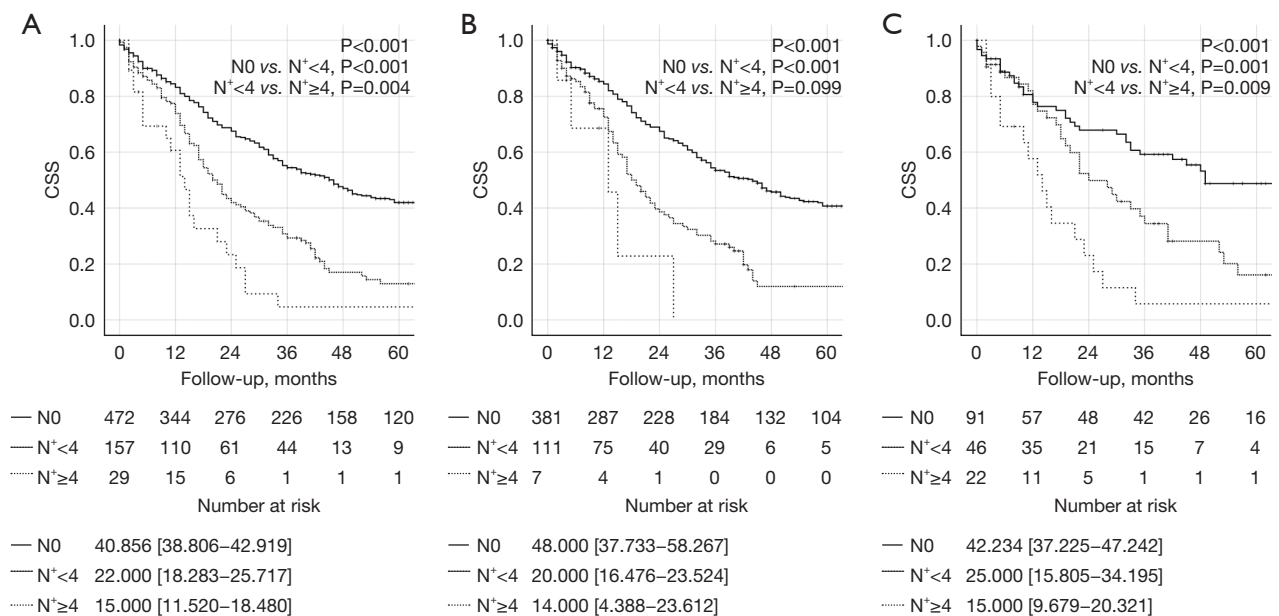 A
P<0.001
N0 vs. N⁺<4, P<0.001
N⁺<4 vs. N⁺≥4, P=0.004
CSS
1.0
0.8
0.6
0.4
0.2
0.0
0 12 24 36 48 60
Follow-up, months
N0 472 344 276 226 158 120
N⁺<4 157 110 61 44 13 9
N⁺≥4 29 15 6 1 1 1
Number at risk
N0 40.856 [38.806–42.919]
N⁺<4 22.000 [18.283–25.717]
N⁺≥4 15.000 [11.520–18.480]
B
P<0.001
N0 vs. N⁺<4, P<0.001
N⁺<4 vs. N⁺≥4, P=0.099
CSS
1.0
0.8
0.6
0.4
0.2
0.0
0 12 24 36 48 60
Follow-up, months
N0 381 287 228 184 132 104
N⁺<4 111 75 40 29 6 5
N⁺≥4 7 4 1 0 0 0
Number at risk
N0 48.000 [37.733–58.267]
N⁺<4 20.000 [16.476–23.524]
N⁺≥4 14.000 [4.388–23.612]
C
P<0.001
N0 vs. N⁺<4, P=0.001
N⁺<4 vs. N⁺≥4, P=0.009
CSS
1.0
0.8
0.6
0.4
0.2
0.0
0 12 24 36 48 60
Follow-up, months
N0 91 57 48 42 26 16
N⁺<4 46 35 21 15 7 4
N⁺≥4 22 11 5 1 1 1
Number at risk
N0 42.234 [37.225–47.242]
N⁺<4 25.000 [15.805–34.195]
N⁺≥4 15.000 [9.679–20.321]